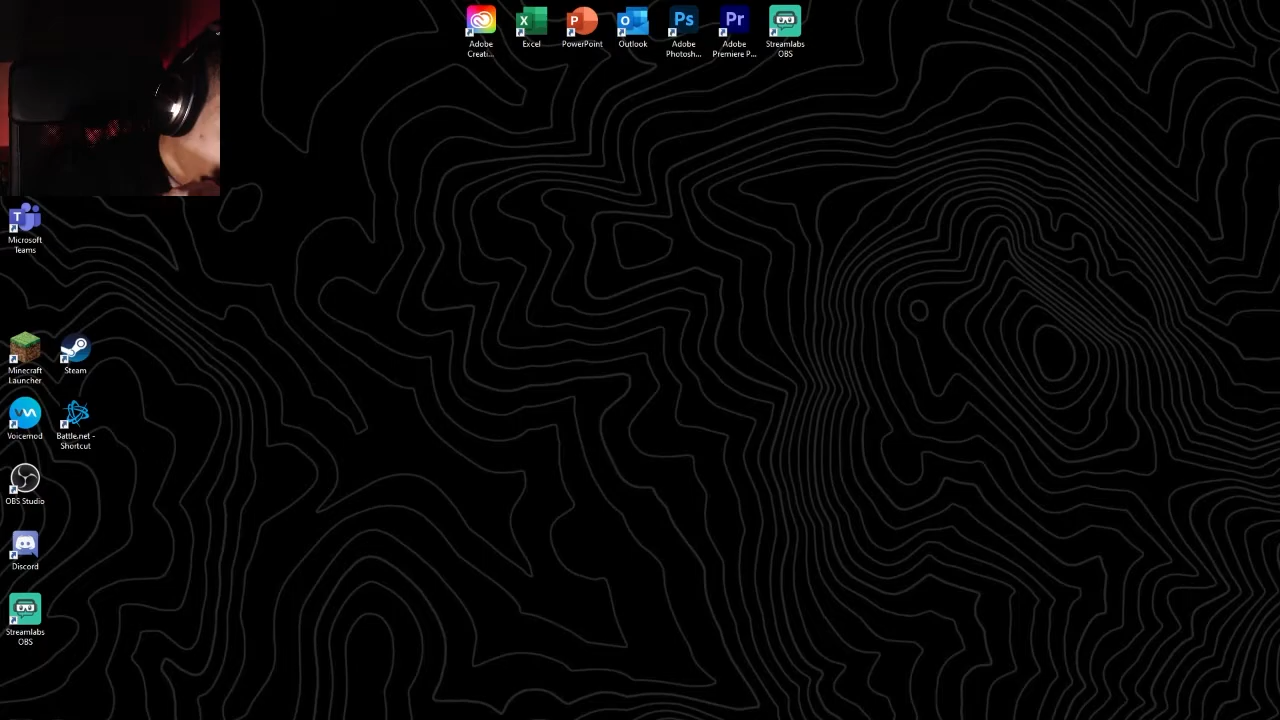 Adobe
Creati...
Excel
PowerPoint
Outlook
Adobe
Photosh...
Adobe
Premiere P...
Streamlabs
OBS
Microsoft
Teams
Minecraft
Launcher
Steam
Voicemod
Battle.net -
Shortcut
OBS Studio
Discord
Streamlabs
OBS